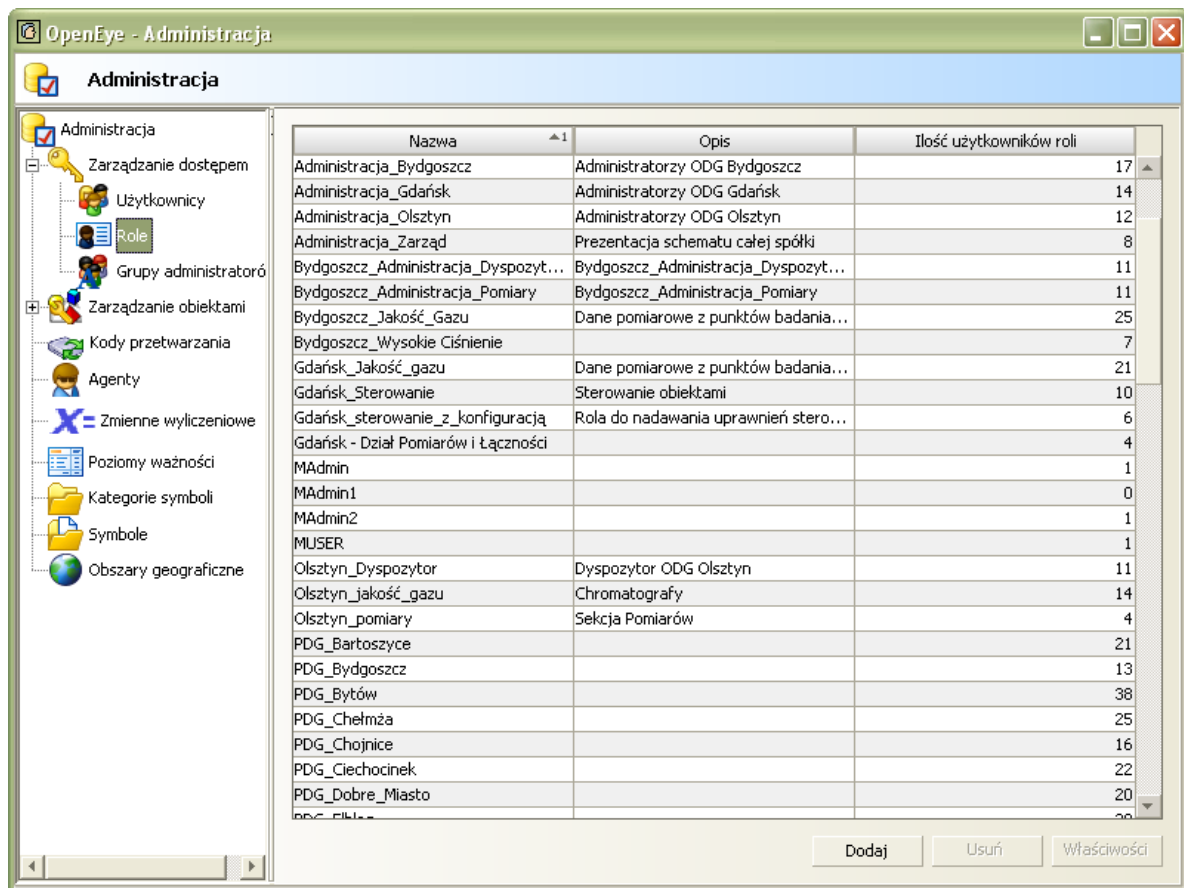 OpenEye - Administracja
Administracja
Administracja
Zarządzanie dostępem
Użytkownicy
Role
Grupy administratoró
Zarządzanie obiektami
Kody przetwarzania
Agenty
Zmienne wyliczeniowe
Poziomy ważności
Kategorie symboli
Symbole
Obszary geograficzne
Nazwa 1 Opis Ilość użytkowników roli
Administracja_Bydgoszcz Administratorzy ODG Bydgoszcz 17
Administracja_Gdańsk Administratorzy ODG Gdańsk 14
Administracja_Olsztyn Administratorzy ODG Olsztyn 12
Administracja_Zarząd Prezentacja schematu całej spółki 8
Bydgoszcz_Administracja_Dyspozyt... Bydgoszcz_Administracja_Dyspozyt... 11
Bydgoszcz_Administracja_Pomiary Bydgoszcz_Administracja_Pomiary 11
Bydgoszcz_Jakość_Gazu Dane pomiarowe z punktów badania... 25
Bydgoszcz_Wysokie Ciśnienie 7
Gdańsk_Jakość_gazu Dane pomiarowe z punktów badania... 21
Gdańsk_Sterowanie Sterowanie obiektami 10
Gdańsk_sterowanie_z_konfiguracją Rola do nadawania uprawnień stero... 6
Gdańsk - Dział Pomiarów i Łączności 4
MAdmin 1
MAdmin1 0
MAdmin2 1
MUSER 1
Olsztyn_Dyspozytor Dyspozytor ODG Olsztyn 11
Olsztyn_jakość_gazu Chromatografy 14
Olsztyn_pomiary Sekcja Pomiarów 4
PDG_Bartoszyce 21
PDG_Bydgoszcz 13
PDG_Bytów 38
PDG_Chełmża 25
PDG_Chojnice 16
PDG_Ciechocinek 22
PDG_Dobre_Miasto 20
Dodaj Usuń Właściwości